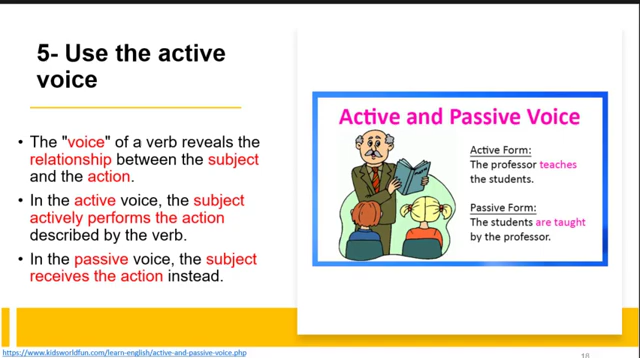 5- Use the active
voice
• The "voice" of a verb reveals the
relationship between the subject
and the action.
• In the active voice, the subject
actively performs the action
described by the verb.
• In the passive voice, the subject
receives the action instead.
Active and Passive Voice
Active Form:
The professor teaches
the students.
Passive Form:
The students are taught
by the professor.
https://www.kidsworldfun.com/learn-english/active-and-passive-voice.php
18